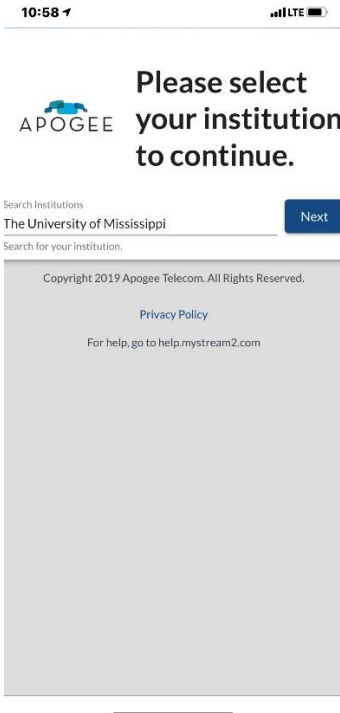 10:58
LTE
APOGEE
Please select
your institution
to continue.
Search Institutions
The University of Mississippi
Next
Search for your institution.
Copyright 2019 Apogee Telecom. All Rights Reserved.
Privacy Policy
For help, go to help.mystream2.com